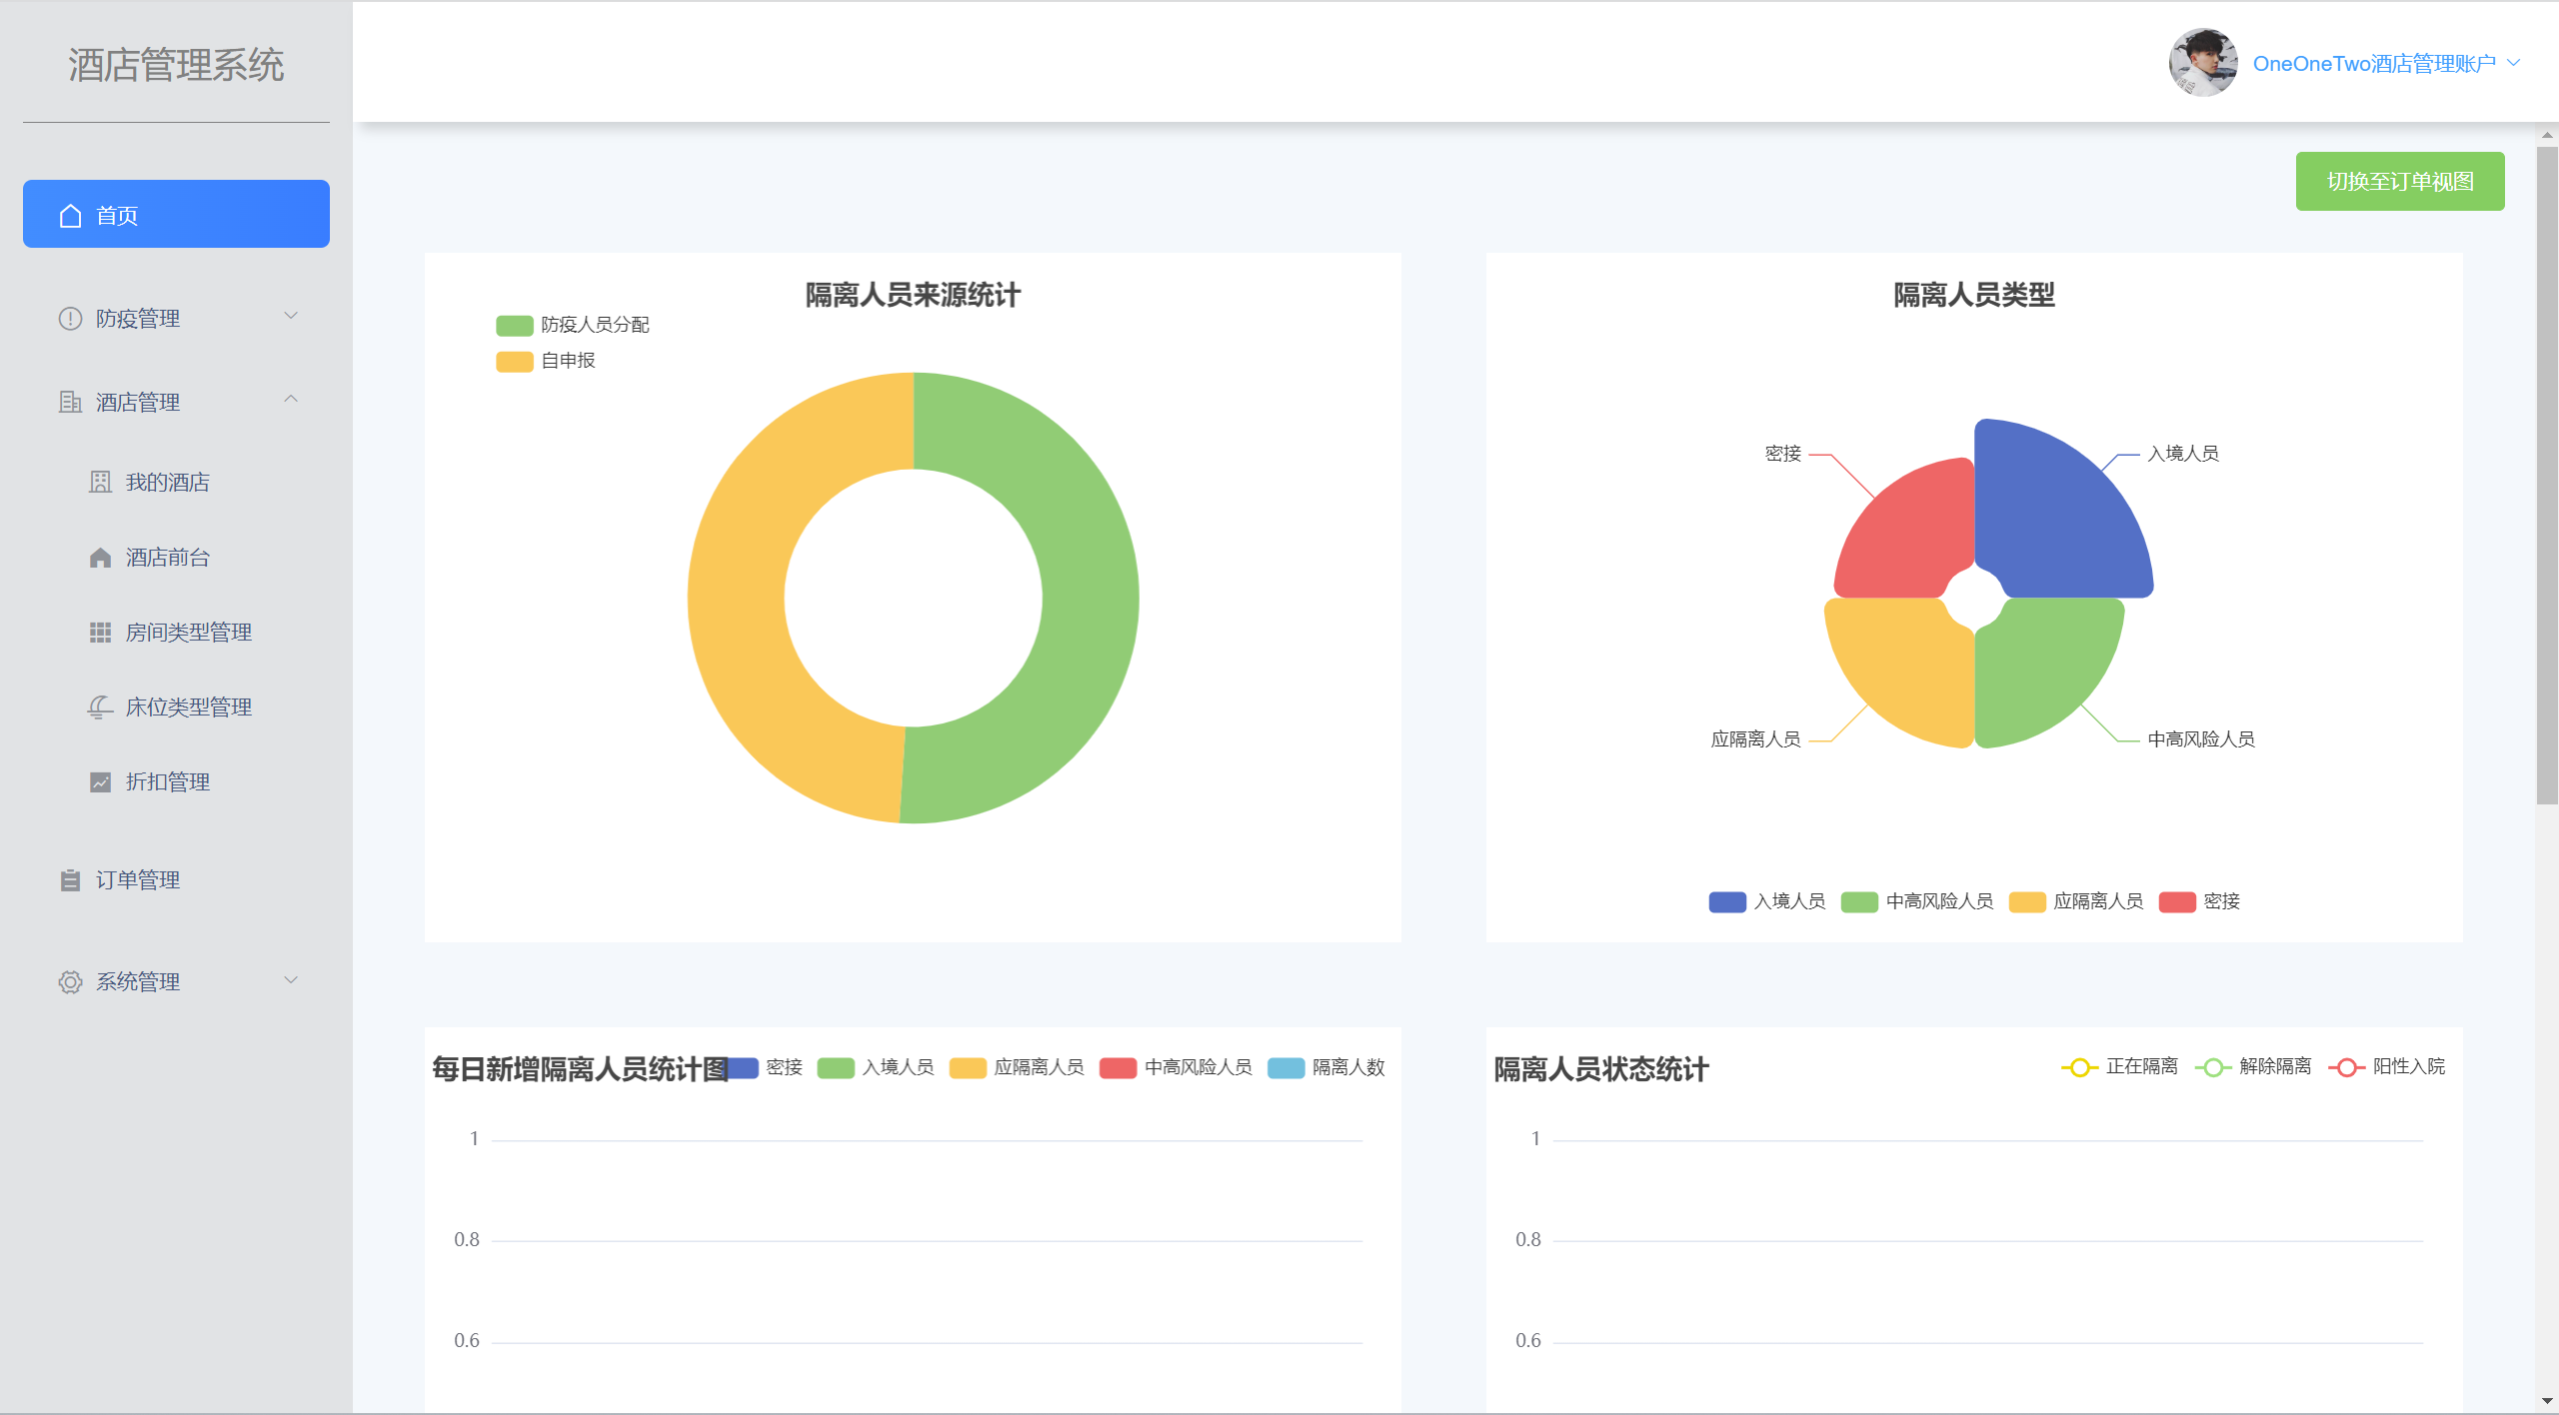 酒店管理系统
OneOneTwo酒店管理账户
首页
防疫管理
酒店管理
我的酒店
酒店前台
房间类型管理
床位类型管理
折扣管理
订单管理
系统管理
切换至订单视图
隔离人员来源统计
防疫人员分配
自申报
隔离人员类型
密接
入境人员
应隔离人员
中高风险人员
入境人员 中高风险人员 应隔离人员 密接
每日新增隔离人员统计图 密接 入境人员 应隔离人员 中高风险人员 隔离人数
1
0.8
0.6
隔离人员状态统计 正在隔离 解除隔离 阳性入院
1
0.8
0.6